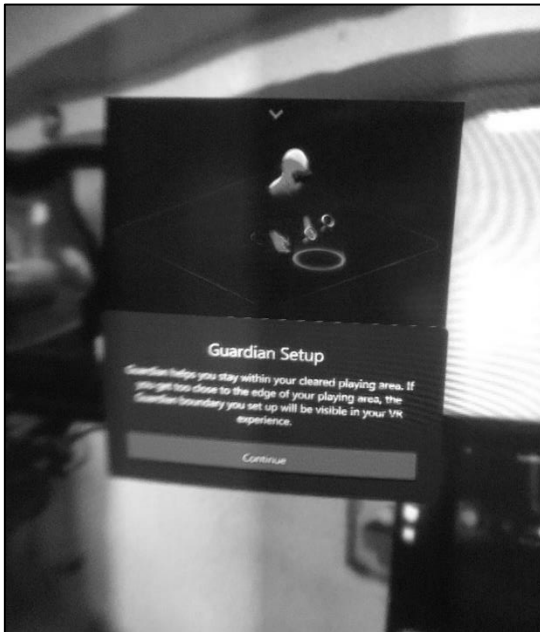 Guardian Setup
Guardian helps you stay within your cleared playing area. If
you get too close to the edge of your playing area, the
Guardian boundary you set up will be visible in your VR
experience.
Continue